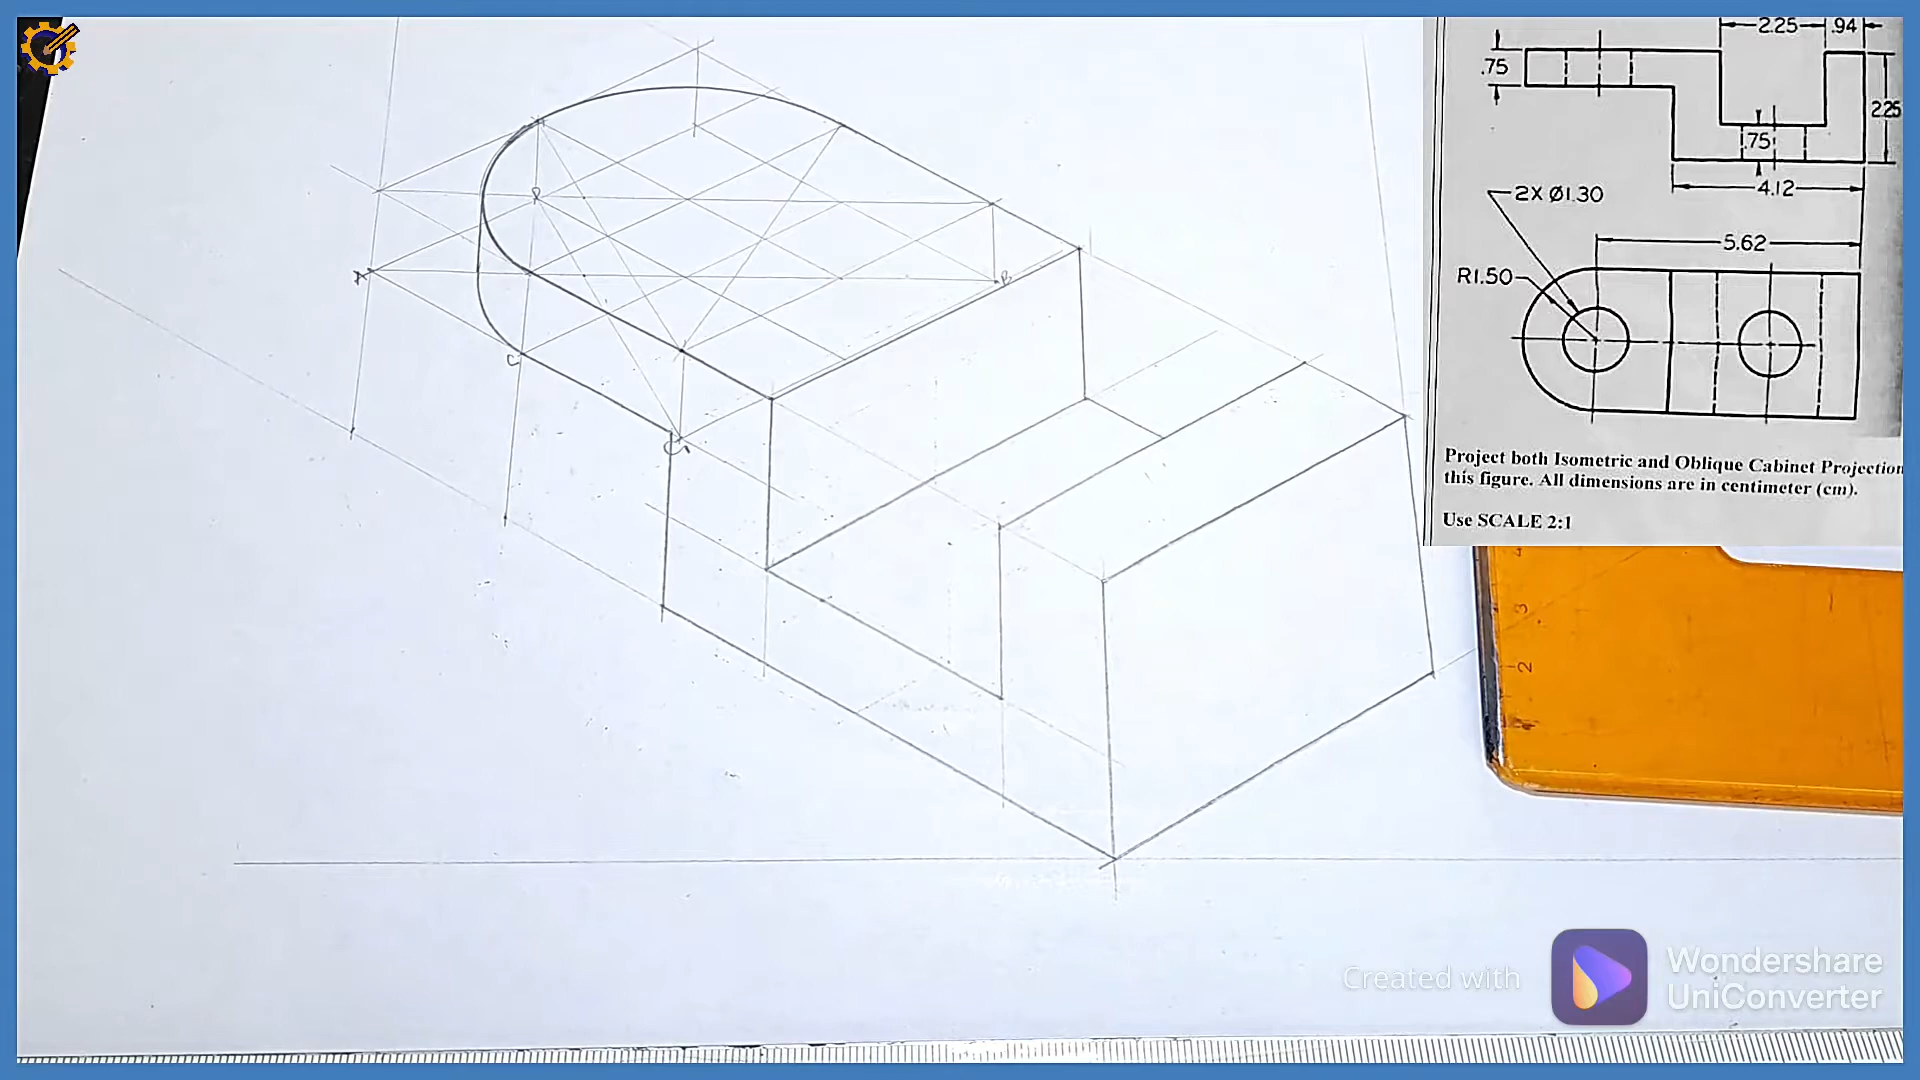 2.25 .94
.75
2.25
.75
4.12
2X Ø1.30
5.62
R1.50
Project both Isometric and Oblique Cabinet Projection
this figure. All dimensions are in centimeter (cm).
Use SCALE 2:1
A
B
C
3
2
Created with
Wondershare
UniConverter